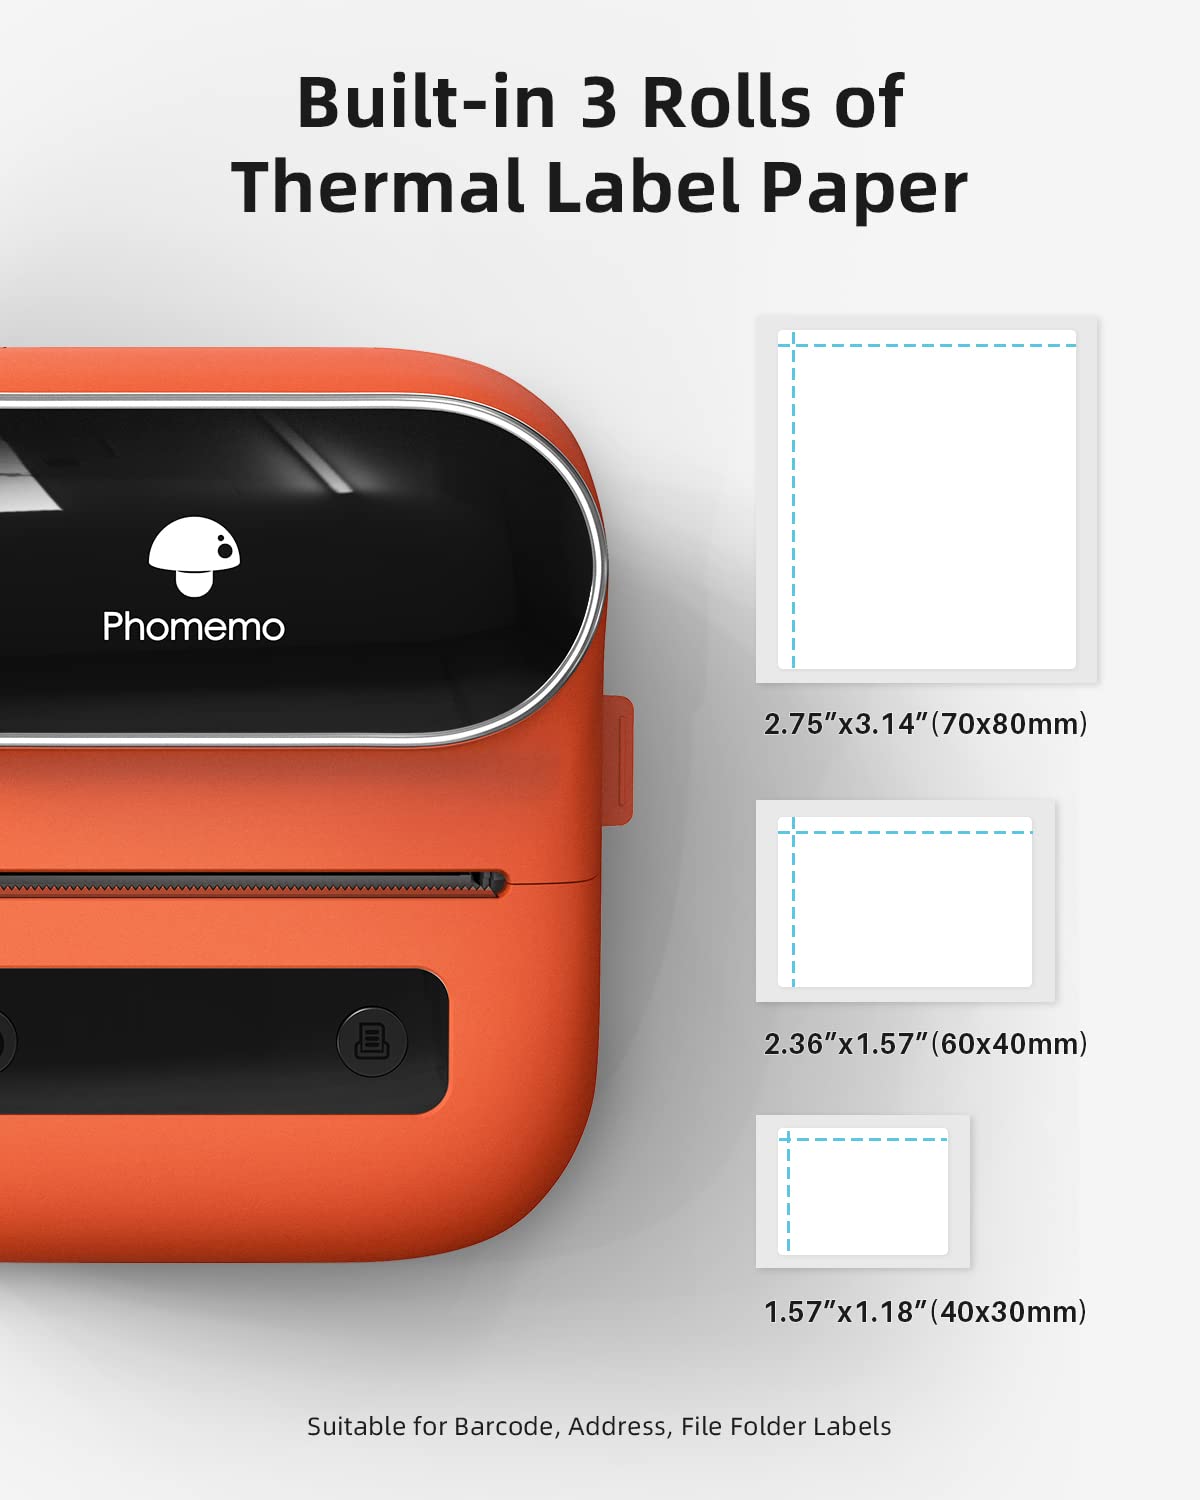 Built-in 3 Rolls of
Thermal Label Paper
Phomemo
2.75”x3.14”(70x80mm)
2.36”x1.57”(60x40mm)
1.57”x1.18”(40x30mm)
Suitable for Barcode, Address, File Folder Labels